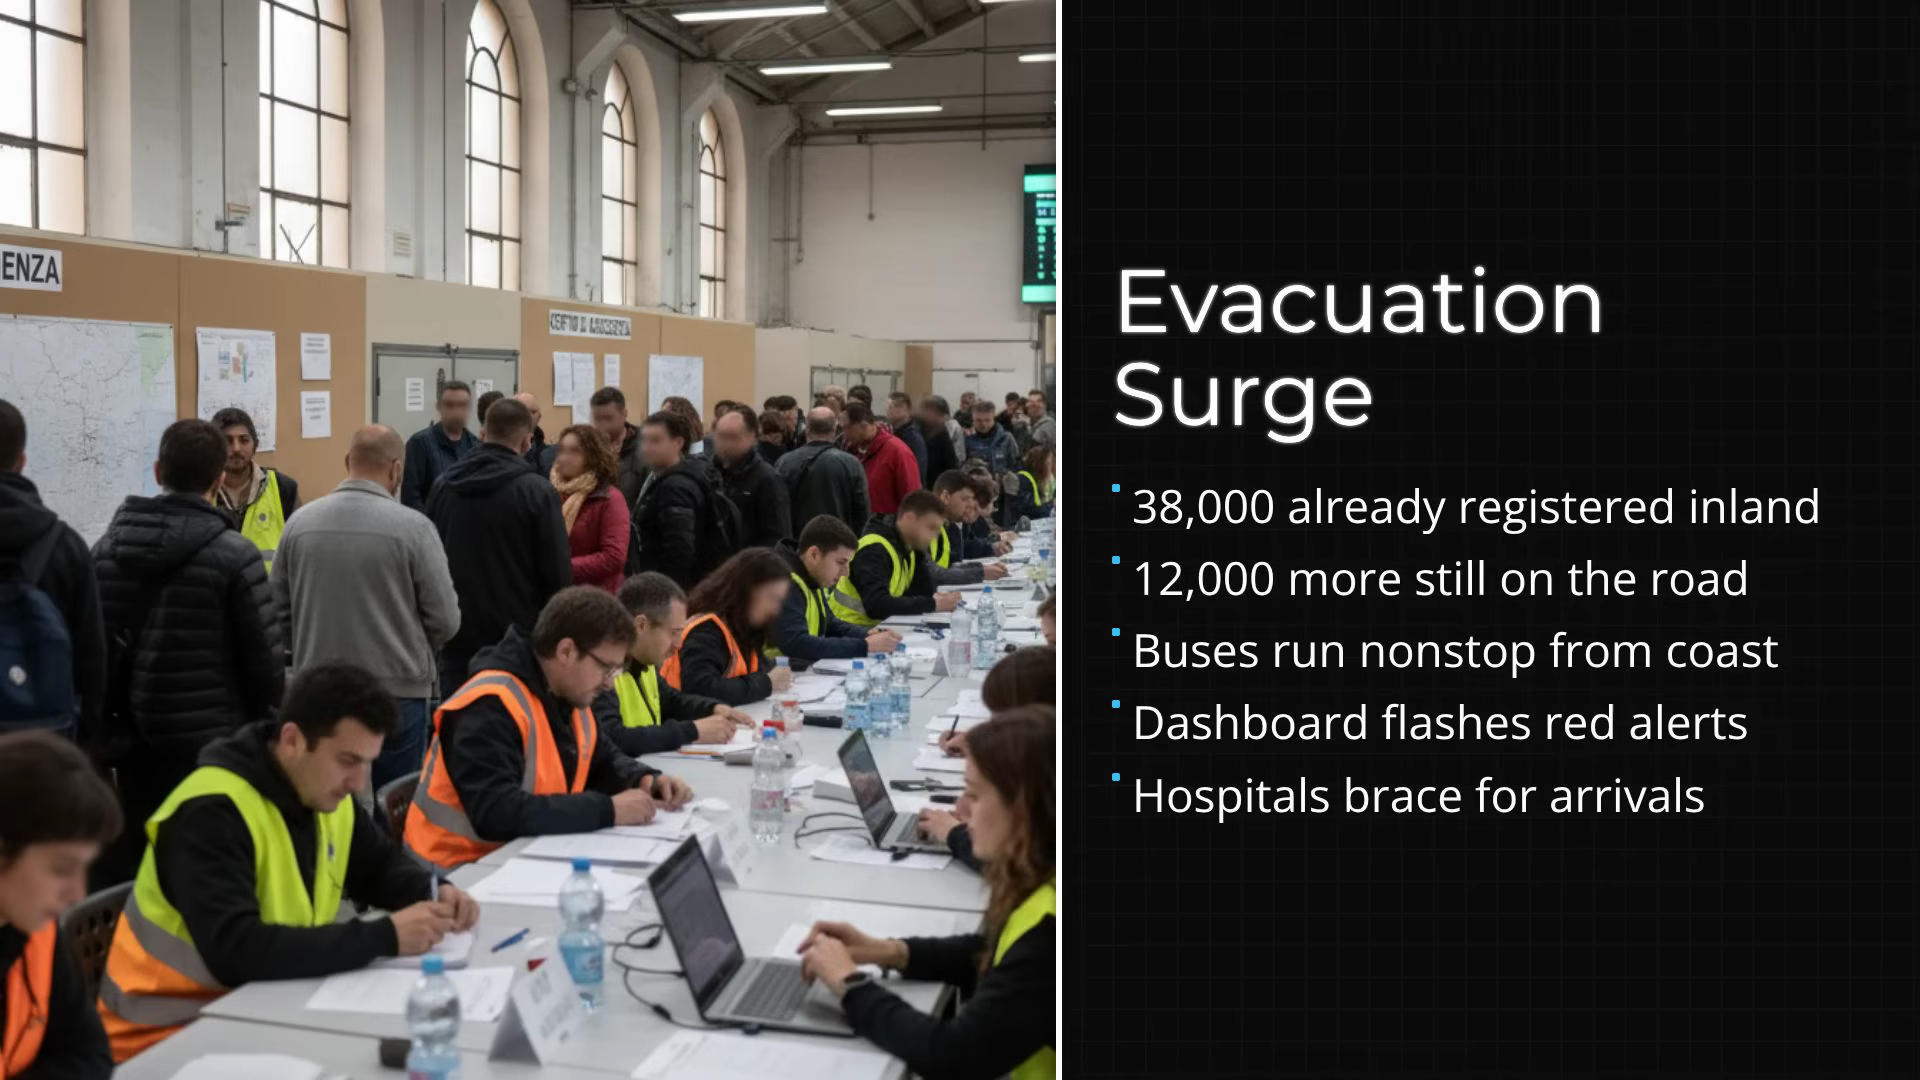 ENZA
Evacuation
Surge
38,000 already registered inland
12,000 more still on the road
Buses run nonstop from coast
Dashboard flashes red alerts
Hospitals brace for arrivals